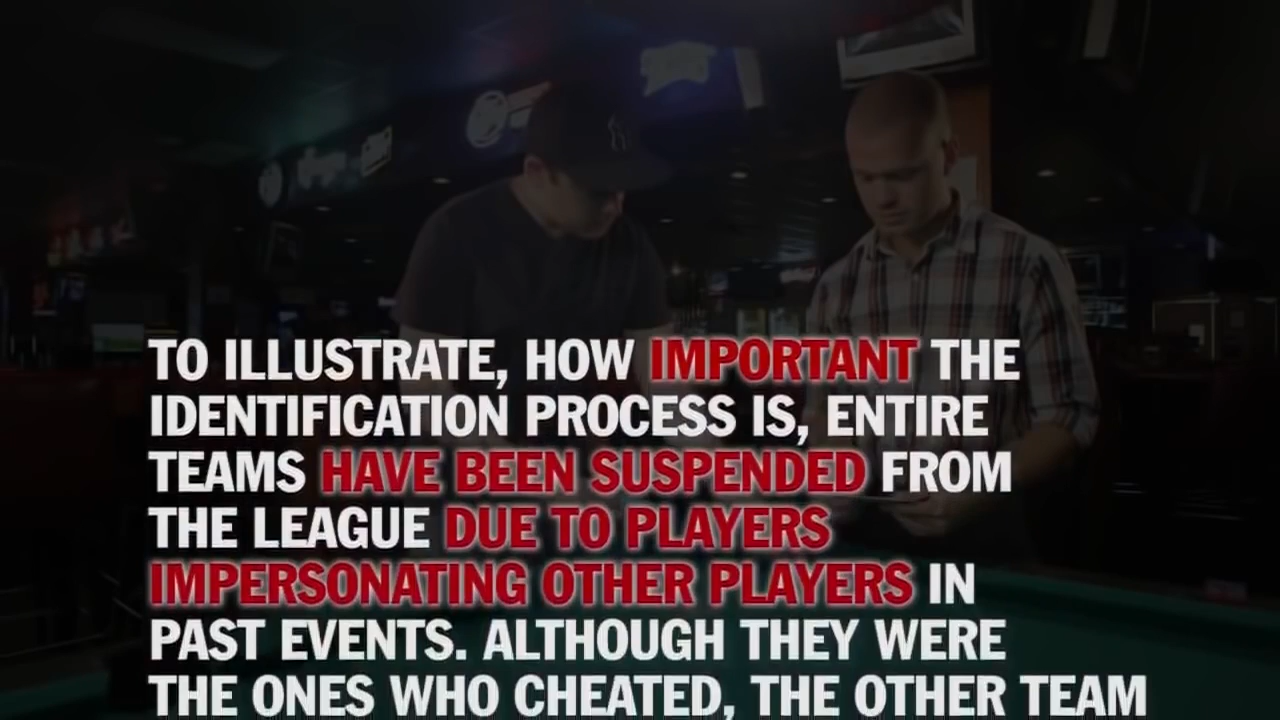 TO ILLUSTRATE, HOW IMPORTANT THE
IDENTIFICATION PROCESS IS, ENTIRE
TEAMS HAVE BEEN SUSPENDED FROM
THE LEAGUE DUE TO PLAYERS
IMPERSONATING OTHER PLAYERS IN
PAST EVENTS. ALTHOUGH THEY WERE
THE ONES WHO CHEATED, THE OTHER TEAM